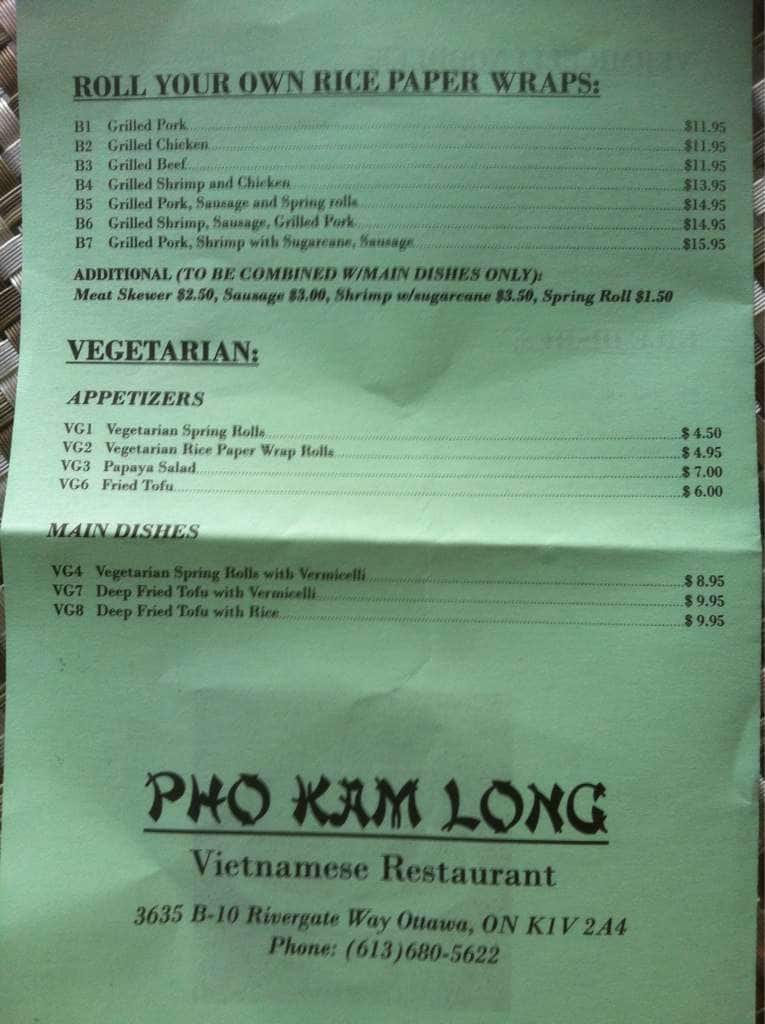 ROLL YOUR OWN RICE PAPER WRAPS:
B1 Grilled Pork $11.95
B2 Grilled Chicken $11.95
B3 Grilled Beef $11.95
B4 Grilled Shrimp and Chicken $13.95
B5 Grilled Pork, Sausage and Spring rolls $14.95
B6 Grilled Shrimp, Sausage, Grilled Pork $14.95
B7 Grilled Pork, Shrimp with Sugarcane, Sausage $15.95
ADDITIONAL (TO BE COMBINED W/MAIN DISHES ONLY):
Meat Skewer $2.50, Sausage $3.00, Shrimp w/sugarcane $3.50, Spring Roll $1.50
VEGETARIAN:
APPETIZERS
VG1 Vegetarian Spring Rolls $ 4.50
VG2 Vegetarian Rice Paper Wrap Rolls $ 4.95
VG3 Papaya Salad $ 7.00
VG6 Fried Tofu $ 6.00
MAIN DISHES
VG4 Vegetarian Spring Rolls with Vermicelli $ 8.95
VG7 Deep Fried Tofu with Vermicelli $ 9.95
VG8 Deep Fried Tofu with Rice $ 9.95
PHO KAM LONG
Vietnamese Restaurant
3635 B-10 Rivergate Way Ottawa, ON K1V 2A4
Phone: (613)680-5622